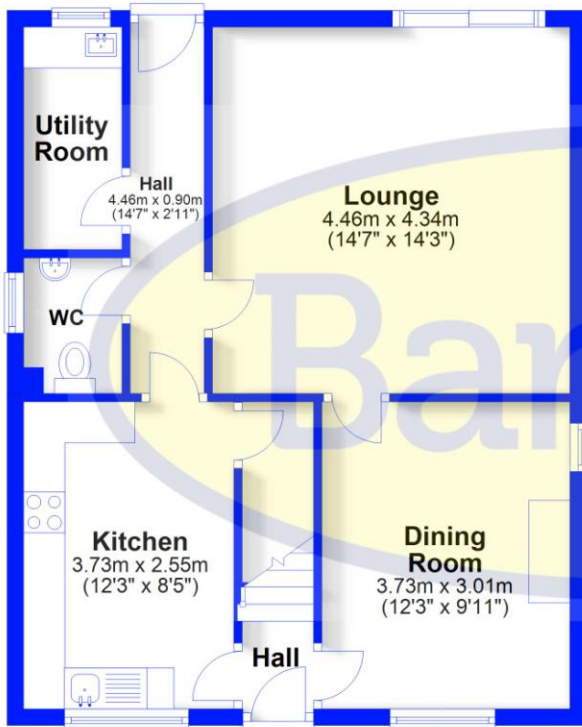 Utility
Room
Hall
4.46m x 0.90m
(14'7" x 2'11")
Lounge
4.46m x 4.34m
(14'7" x 14'3")
WC
Bar
Kitchen
3.73m x 2.55m
(12'3" x 8'5")
Dining
Room
3.73m x 3.01m
(12'3" x 9'11")
Hall